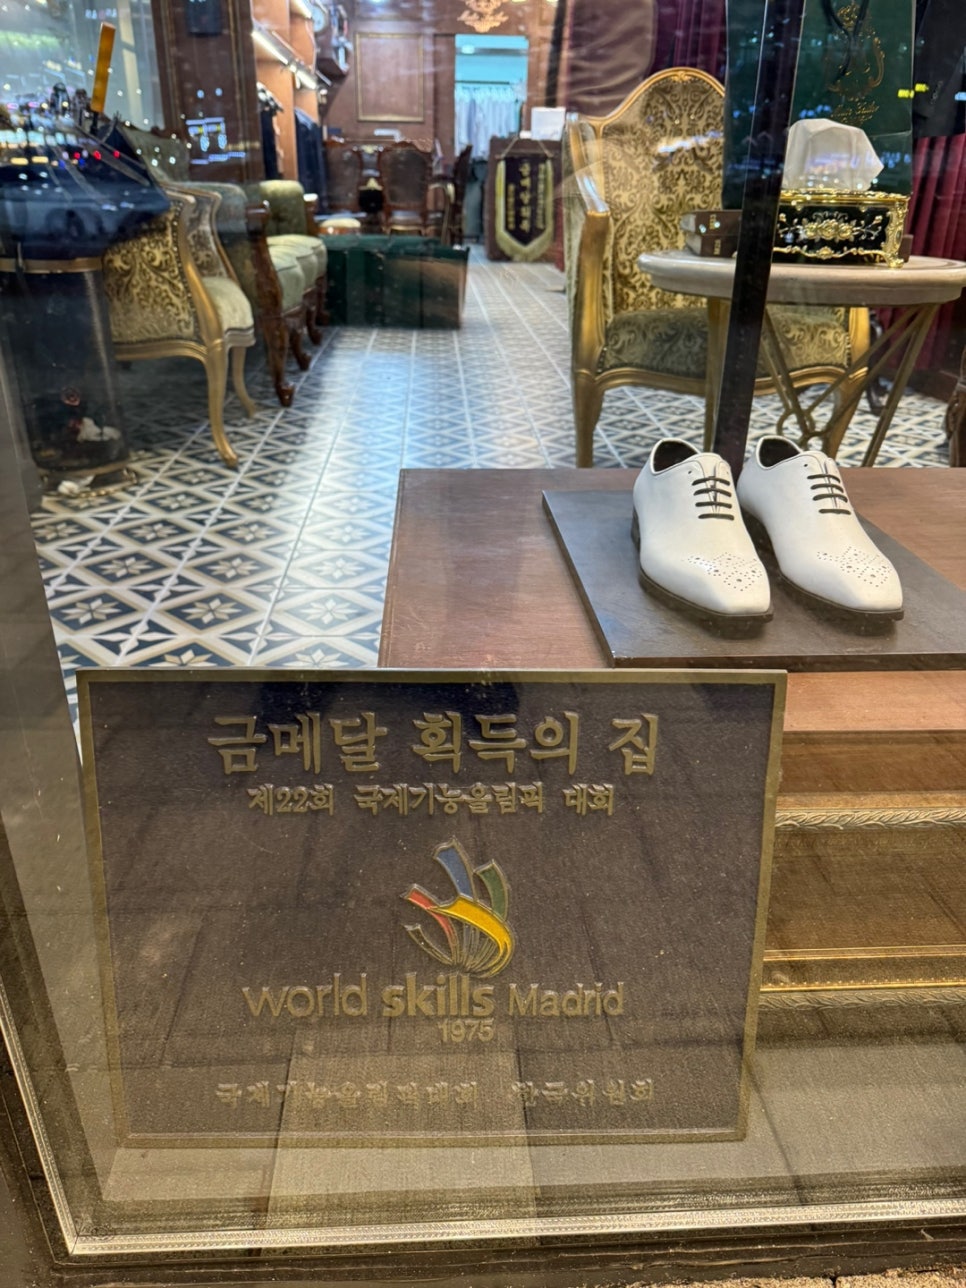 금메달 획득의 집
제22회 국제기능올림픽 대회
world skills Madrid
1975
국제기능올림픽대회 한국위원회